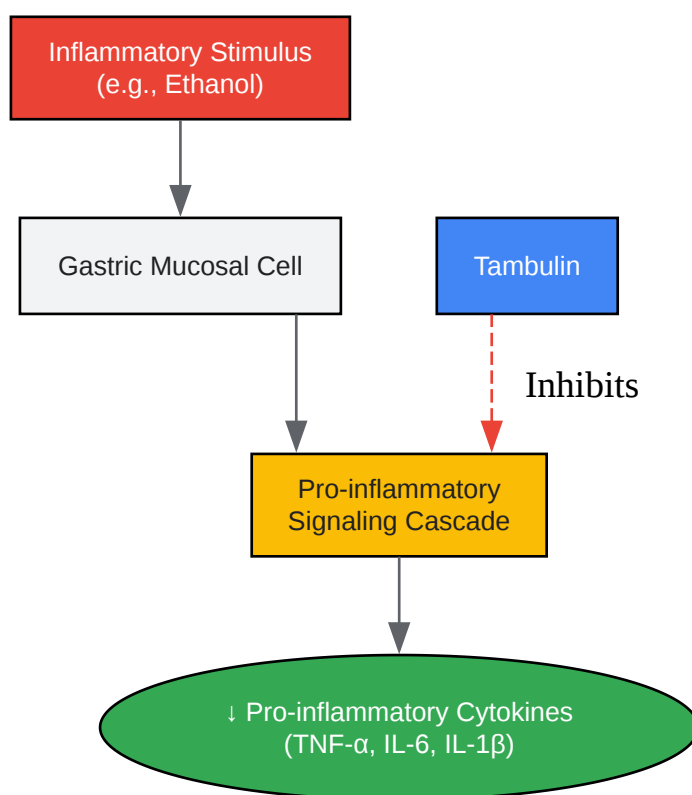 Inflammatory Stimulus
(e.g., Ethanol)
Gastric Mucosal Cell
Tambulin
Inhibits
Pro-inflammatory
Signaling Cascade
↓ Pro-inflammatory Cytokines
(TNF-α, IL-6, IL-1β)